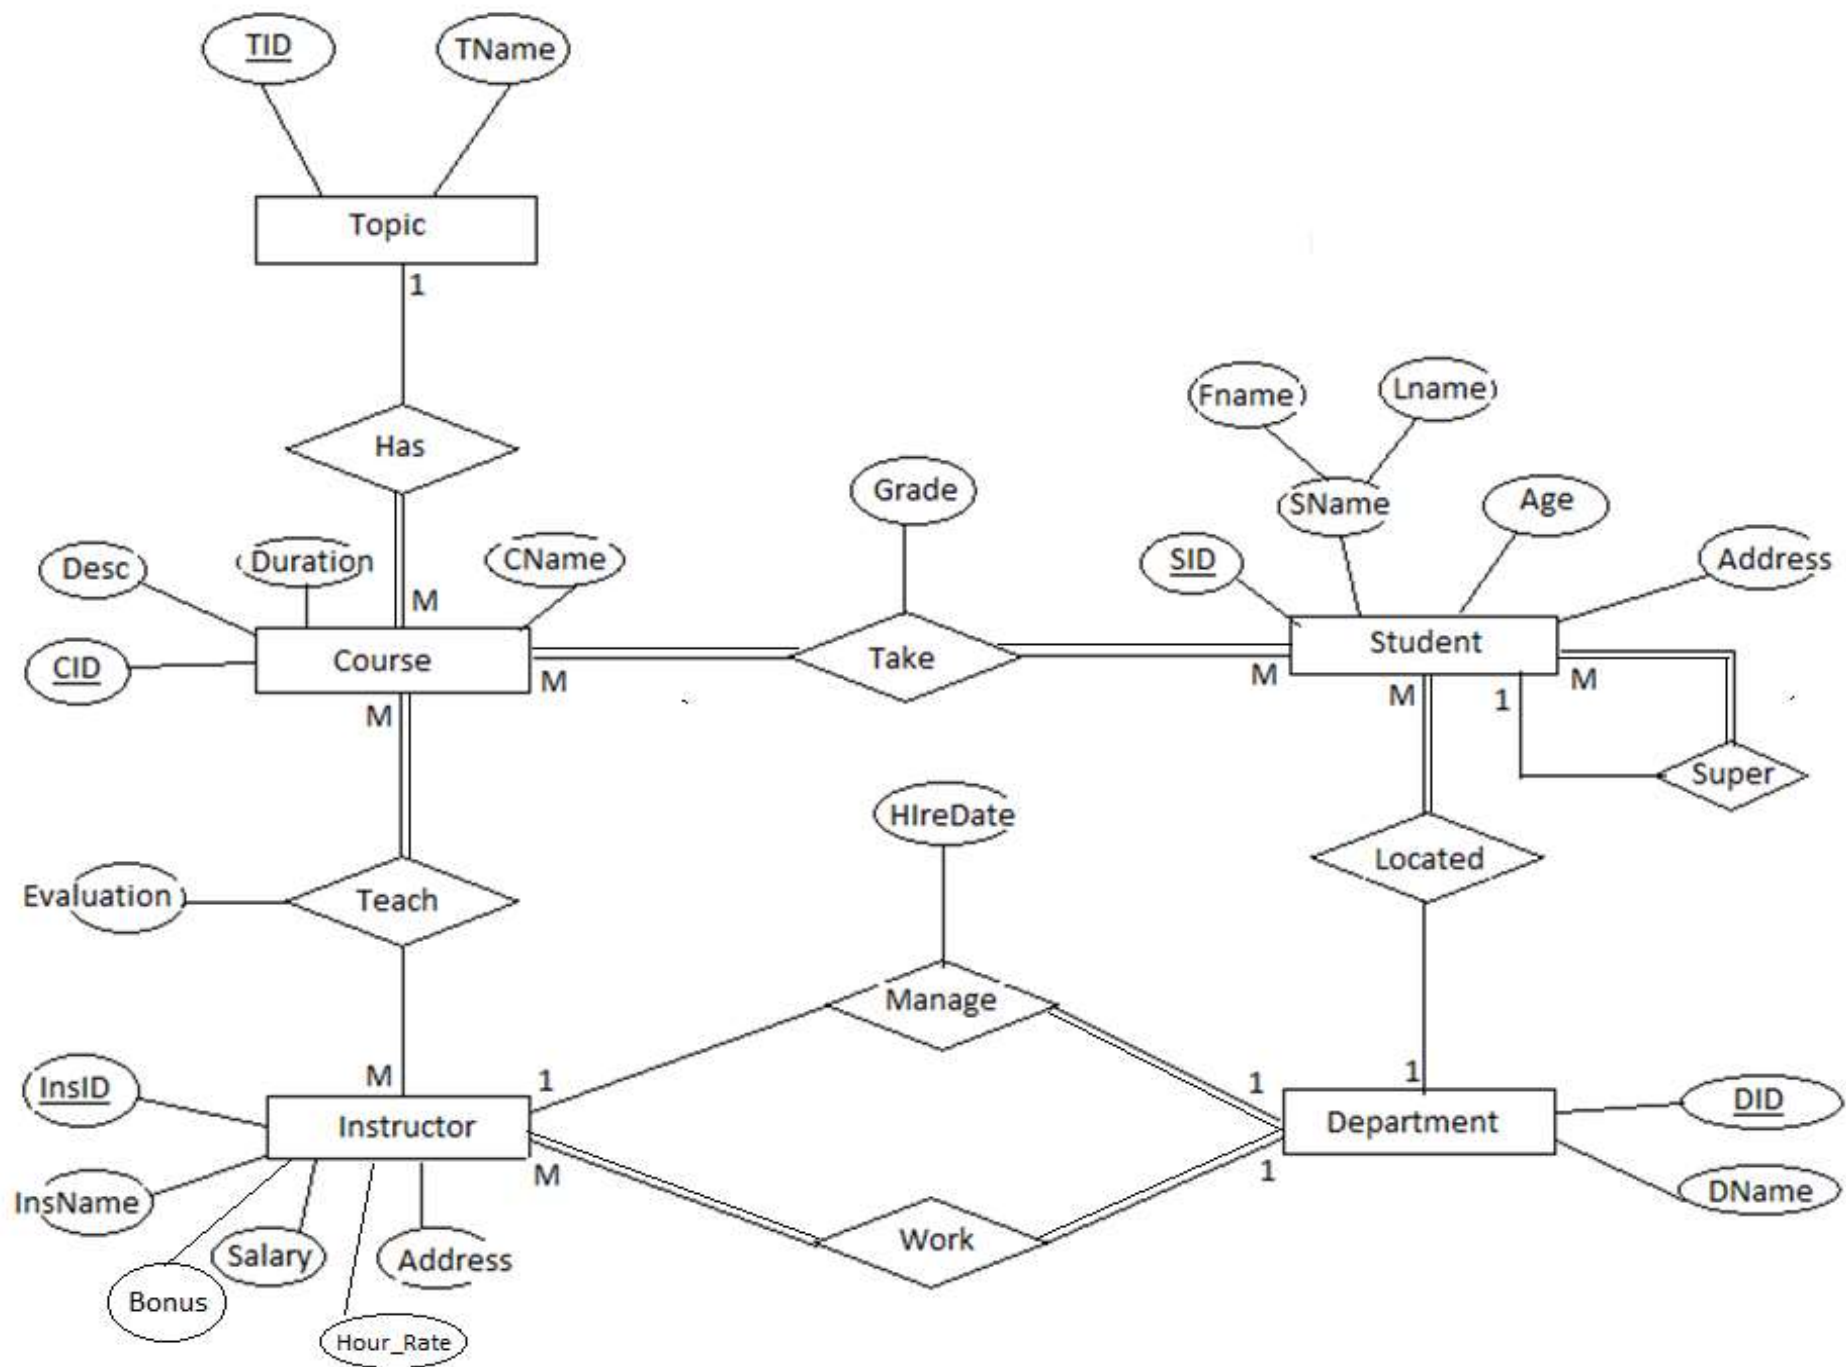 TID
TName
Topic
1
Has
M
Desc
Duration
CName
CID
Course
M
M
Grade
Take
M
Fname
Lname
SName
Age
SID
Address
Student
M
1
M
Super
Located
1
HIreDate
Evaluation
Teach
M
Manage
1
1
InsID
Instructor
M
InsName
Bonus
Salary
Address
Hour_Rate
Work
1
Department
DID
DName